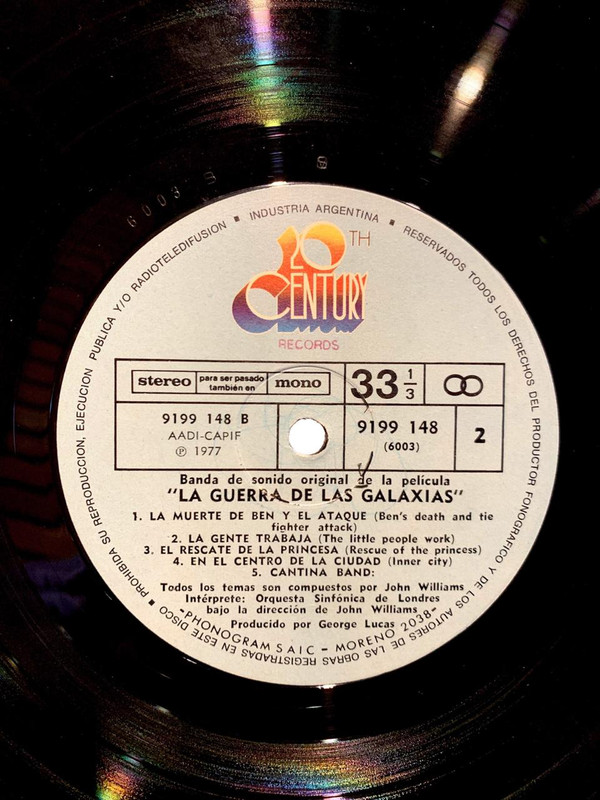 6003 S
S
PROHIBIDA SU REPRODUCCION, EJECUCION PUBLICA Y/O RADIOTELEDIFUSION ▪ INDUSTRIA ARGENTINA ▪ RESERVADOS TODOS LOS DERECHOS DEL PRODUCTOR FONOGRAFICO Y DE LOS AUTORES DE LAS OBRAS REGISTRADAS EN ESTE DISCO ▪
20TH
CENTURY
RECORDS
stereo para ser pasado también en mono 33 1/3
9199 148 B
AADI-CAPIF
℗ 1977
9199 148
(6003)
2
Banda de sonido original de la película
"LA GUERRA DE LAS GALAXIAS"
1. LA MUERTE DE BEN Y EL ATAQUE (Ben's death and tie
fighter attack)
2. LA GENTE TRABAJA (The little people work)
3. EL RESCATE DE LA PRINCESA (Rescue of the princess)
4. EN EL CENTRO DE LA CIUDAD (Inner city)
5. CANTINA BAND:
Todos los temas son compuestos por John Williams
Intérprete: Orquesta Sinfónica de Londres
bajo la dirección de John Williams
Producido por George Lucas
-PHONOGRAM SAIC - MORENO 2038-